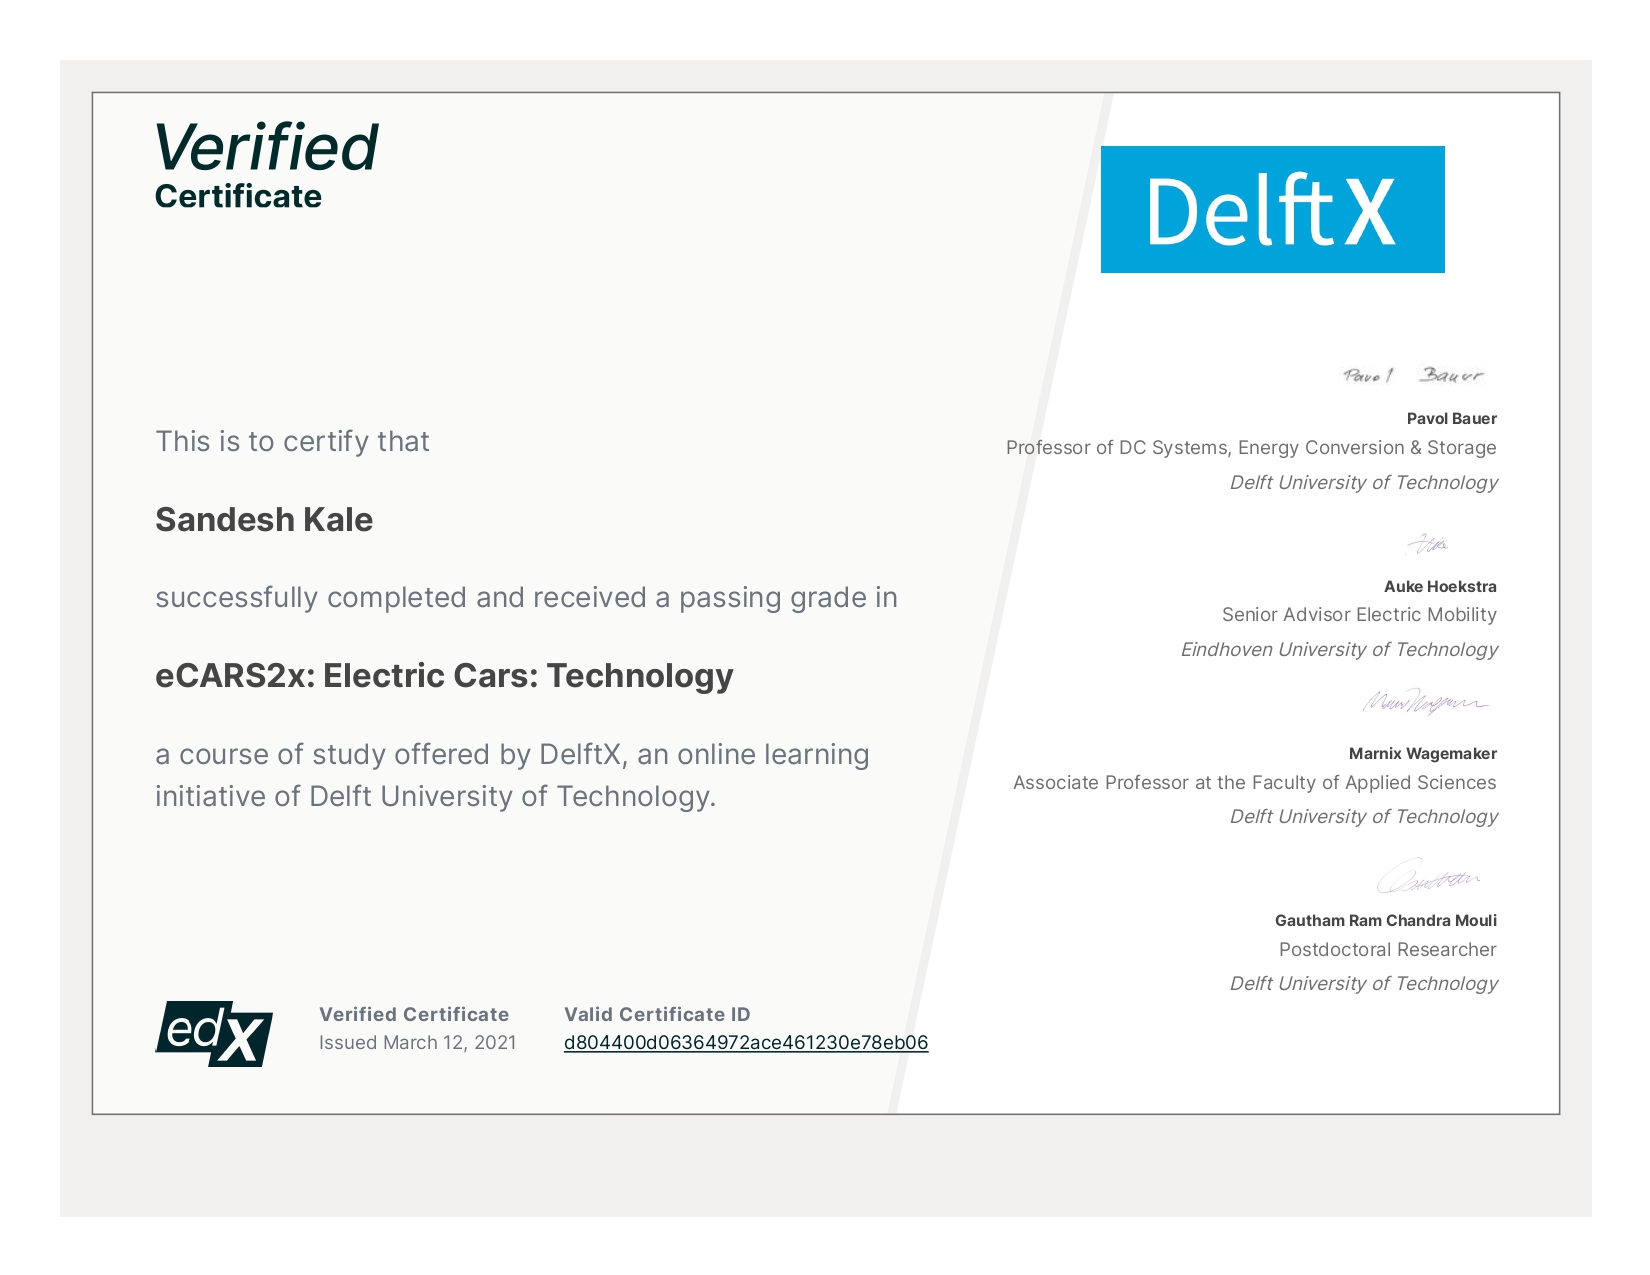 Verified
Certificate
DelftX
This is to certify that
Sandesh Kale
successfully completed and received a passing grade in
eCARS2x: Electric Cars: Technology
a course of study offered by DelftX, an online learning
initiative of Delft University of Technology.
Pavol Bauer
Pavol Bauer
Professor of DC Systems, Energy Conversion & Storage
Delft University of Technology
Auke
Auke Hoekstra
Senior Advisor Electric Mobility
Eindhoven University of Technology
Marnix Wagemaker
Associate Professor at the Faculty of Applied Sciences
Delft University of Technology
Gautham Ram Chandra Mouli
Postdoctoral Researcher
Delft University of Technology
edX
Verified Certificate
Issued March 12, 2021
Valid Certificate ID
d804400d06364972ace461230e78eb06